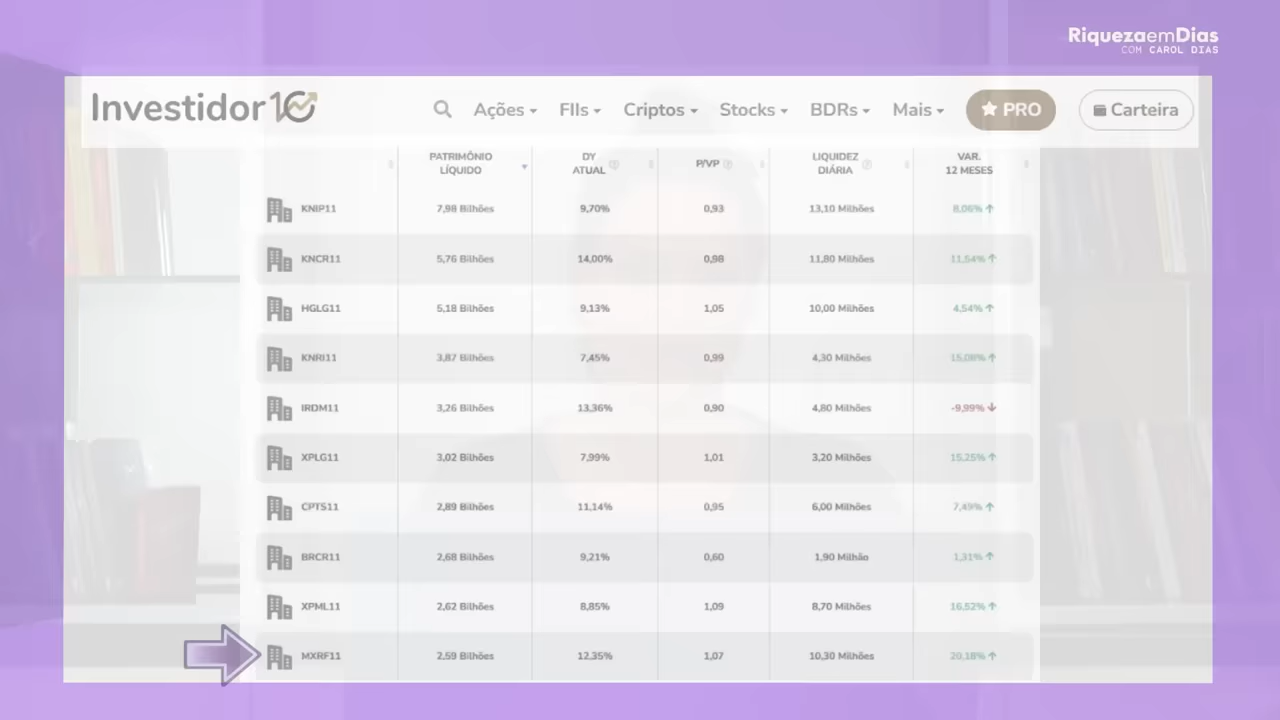 RiquezaemDias
COM CAROL DIAS
Investidor10
Ações FIIs Criptos Stocks BDRs Mais PRO Carteira
PATRIMÔNIO LÍQUIDO DY ATUAL P/VP LIQUIDEZ DIÁRIA VAR. 12 MESES
KNIP11 7,98 Bilhões 9,70% 0,93 13,10 Milhões 8,06%
KNCR11 5,76 Bilhões 14,00% 0,98 11,80 Milhões 11,54%
HGLG11 5,18 Bilhões 9,13% 1,05 10,00 Milhões 4,54%
KNRI11 3,87 Bilhões 7,45% 0,99 4,30 Milhões 15,08%
IRDM11 3,26 Bilhões 13,36% 0,90 4,80 Milhões -9,99%
XPLG11 3,02 Bilhões 7,99% 1,01 3,20 Milhões 15,25%
CPTS11 2,89 Bilhões 11,14% 0,95 6,00 Milhões 7,49%
BRCR11 2,68 Bilhões 9,21% 0,60 1,90 Milhão 1,31%
XPML11 2,62 Bilhões 8,85% 1,09 8,70 Milhões 16,52%
MXRF11 2,59 Bilhões 12,35% 1,07 10,30 Milhões 20,18%